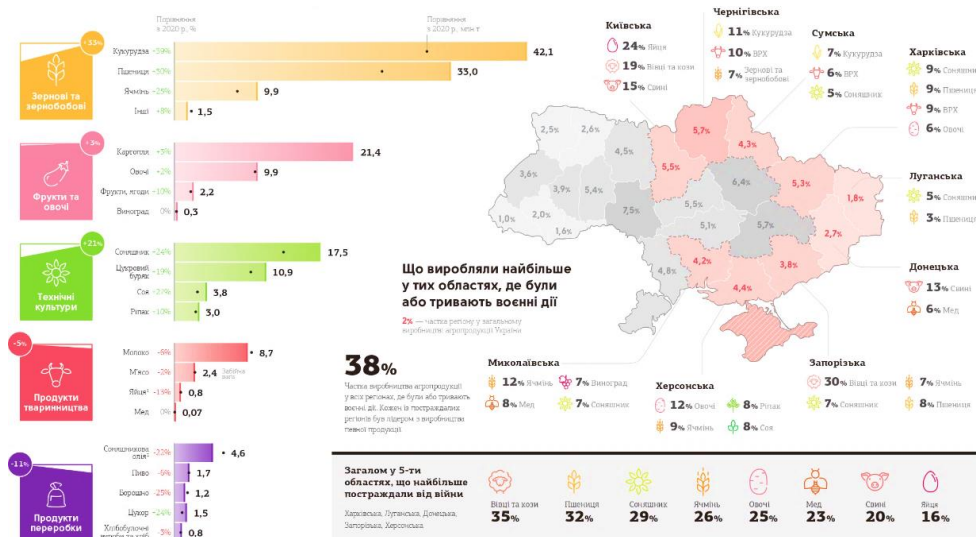 Порівняння
з 2020 р, %
Порівняння
з 2020 р, млн т
+33%
Зернові та
зернобобові
Кукурудза +39% 42,1
Пшениця +30% 33,0
Ячмінь +25% 9,9
Інші +8% 1,5
+3%
Фрукти та
овочі
Картопля +3% 21,4
Овочі +2% 9,9
Фрукти, ягоди +10% 2,2
Виноград 0% 0,3
+21%
Технічні
культури
Соняшник +24% 17,5
Цукровий
буряк +19% 10,9
Соя +22% 3,8
Ріпак +10% 3,0
-5%
Продукти
тваринництва
Молоко -6% 8,7
М'ясо -2% 2,4 Забійна
вага
Яйця¹ -13% 0,8
Мед 0% 0,07
-11%
Продукти
переробки
Соняшникова
олія² -22% 4,6
Пиво -6% 1,7
Борошно -25% 1,2
Цукор +24% 1,5
Хлібобулочні
вироби та хліб -5% 0,8
Київська
24% Яйця
19% Вівці та кози
15% Свині
Чернігівська
11% Кукурудза
10% ВРХ
7% Зернові та
зернобобові
Сумська
7% Кукурудза
6% ВРХ
5% Соняшник
Харківська
9% Соняшник
9% Пшениця
9% ВРХ
6% Овочі
Луганська
5% Соняшник
3% Пшениця
Донецька
13% Свині
6% Мед
2,5%
2,6%
4,5%
5,5%
5,7%
4,3%
3,6%
3,9%
5,4%
6,4%
5,3%
1,8%
1,0%
2,0%
1,6%
7,5%
5,5%
5,1%
5,7%
2,7%
4,8%
4,2%
4,4%
3,8%
Що виробляли найбільше
у тих областях, де були
або тривають воєнні дії
2% — частка регіону у загальному
виробництві агропродукції України
38%
Частка виробництва агропродукції
у всіх регіонах, де були або тривають
воєнні дії. Кожен із постраждалих
регіонів був лідером з виробництва
певної продукції
Миколаївська
12% Ячмінь 7% Виноград
8% Мед 7% Соняшник
Херсонська
12% Овочі 8% Ріпак
9% Ячмінь 8% Соя
Запорізька
30% Вівці та кози 7% Ячмінь
7% Соняшник 8% Пшениця
Загалом у 5-ти
областях, що найбільше
постраждали від війни
Харківська, Луганська, Донецька,
Запорізька, Херсонська.
Вівці та кози
35%
Пшениця
32%
Соняшник
29%
Ячмінь
26%
Овочі
25%
Мед
23%
Свині
20%
Яйця
16%